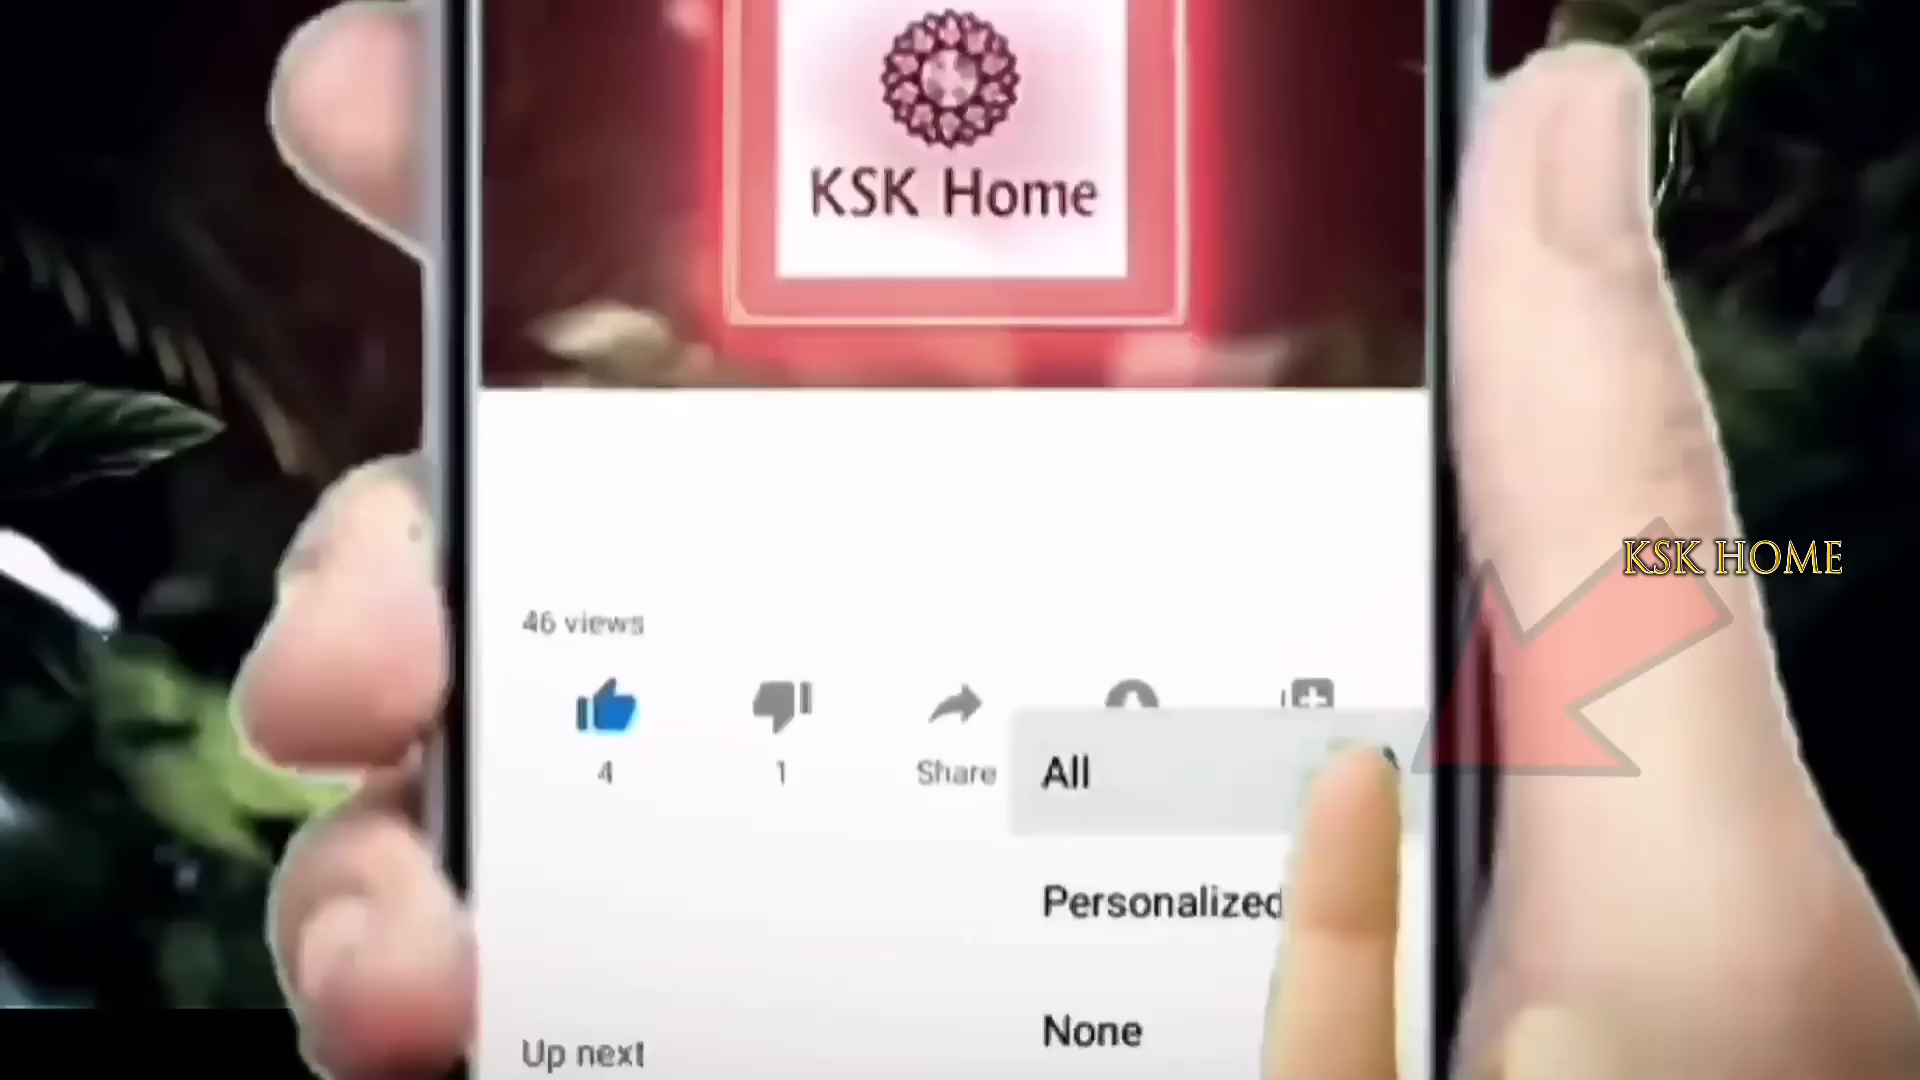 KSK Home
KSK HOME
46 views
4
1
Share
All
Personalized
None
Up next